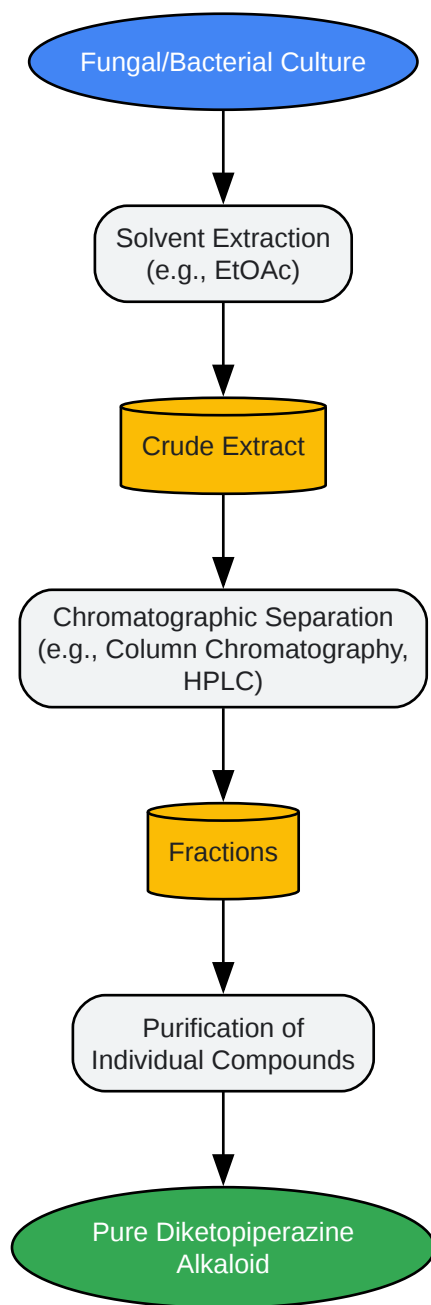 Fungal/Bacterial Culture
Solvent Extraction
(e.g., EtOAc)
Crude Extract
Chromatographic Separation
(e.g., Column Chromatography,
HPLC)
Fractions
Purification of
Individual Compounds
Pure Diketopiperazine
Alkaloid